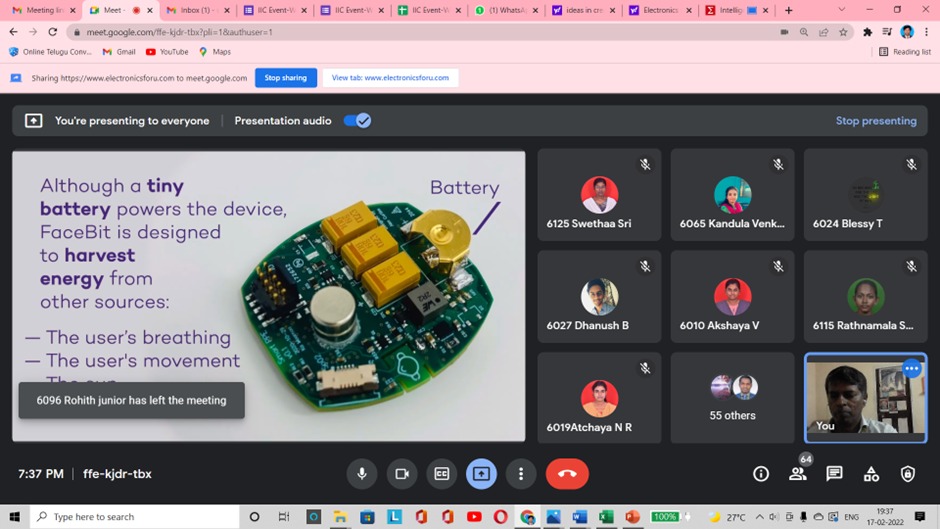 Meeting lin
Meet -
Inbox (1) -
IIC Event-W
IIC Event-W
IIC Event-W
(1) WhatsA
ideas in cre
Electronics
Intellig
meet.google.com/ffe-kjdr-tbx?pli=1&authuser=1
Online Telugu Conv... Gmail YouTube Maps Reading list
Sharing https://www.electronicsforu.com to meet.google.com Stop sharing View tab: www.electronicsforu.com
You're presenting to everyone Presentation audio Stop presenting
Although a tiny
battery powers the device,
FaceBit is designed
to harvest
energy from
other sources:
— The user's breathing
— The user's movement
Battery
6096 Rohith junior has left the meeting
6125 Swethaa Sri
6065 Kandula Venk...
6024 Blessy T
6027 Dhanush B
6010 Akshaya V
6115 Rathnamala S...
6019Atchaya N R
55 others
You
7:37 PM ffe-kjdr-tbx
64
Type here to search
100%
27°C ENG
19:37
17-02-2022